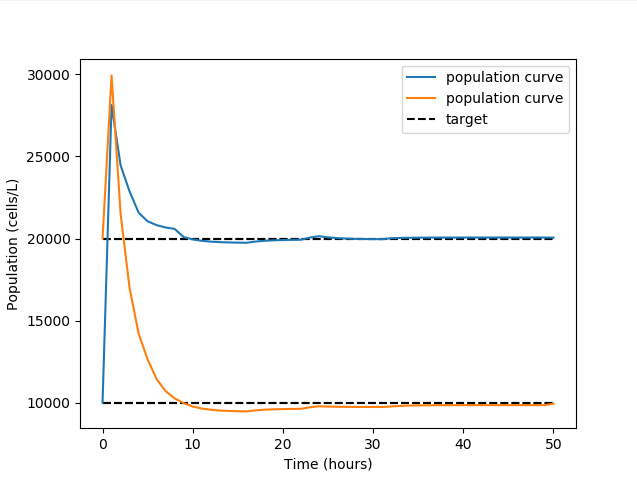 30000
25000
20000
15000
10000
Population (cells/L)
population curve
population curve
target
0
10
20
30
40
50
Time (hours)